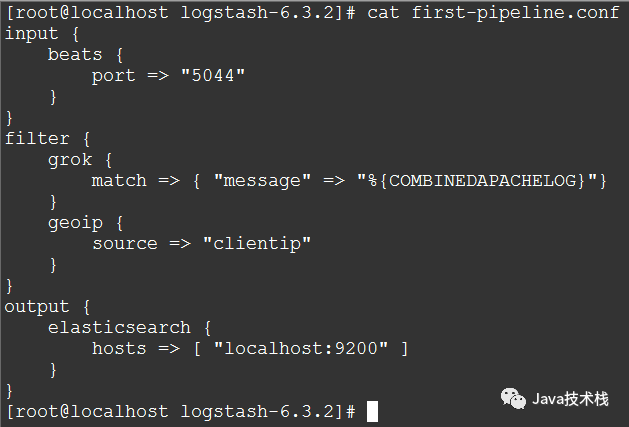 [root@localhost logstash-6.3.2]# cat first-pipeline.conf
input {
    beats {
        port => "5044"
    }
}
filter {
    grok {
        match => { "message" => "%{COMBINEDAPACHELOG}"}
    }
    geoip {
        source => "clientip"
    }
}
output {
    elasticsearch {
        hosts => [ "localhost:9200" ]
    }
}
[root@localhost logstash-6.3.2]#
Java技术栈